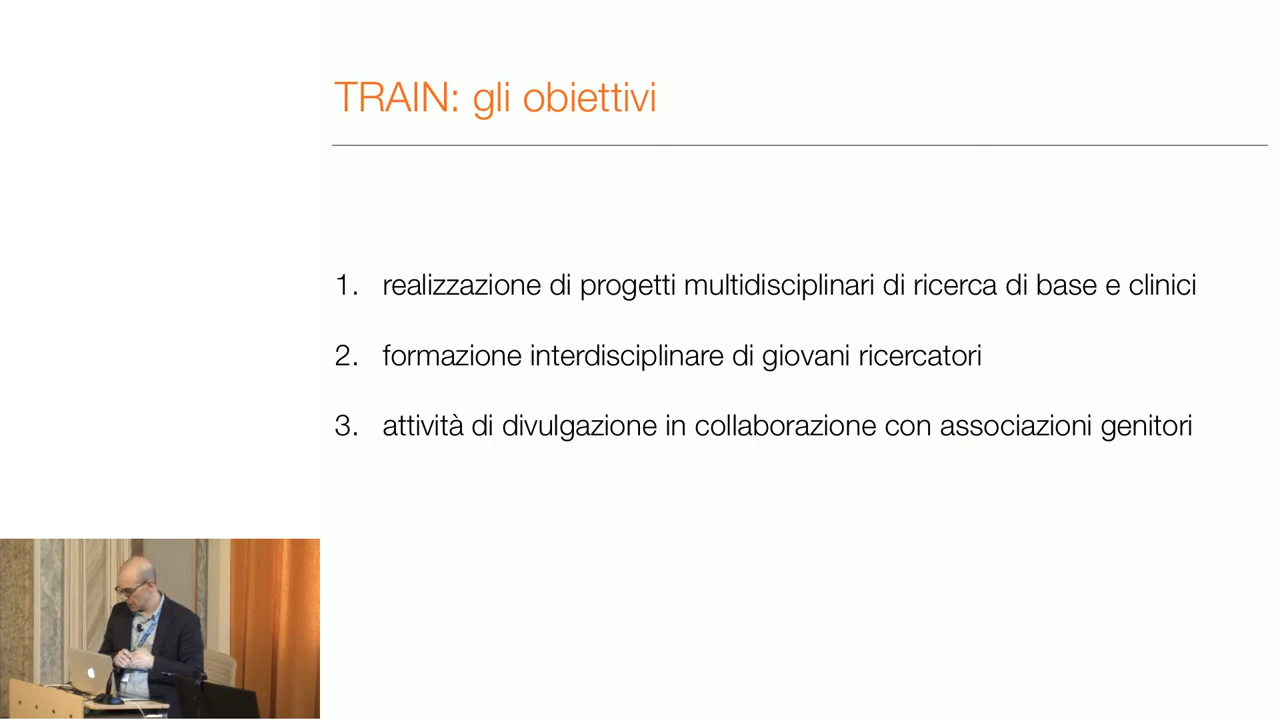 TRAIN: gli obiettivi
1. realizzazione di progetti multidisciplinari di ricerca di base e clinici
2. formazione interdisciplinare di giovani ricercatori
3. attività di divulgazione in collaborazione con associazioni genitori